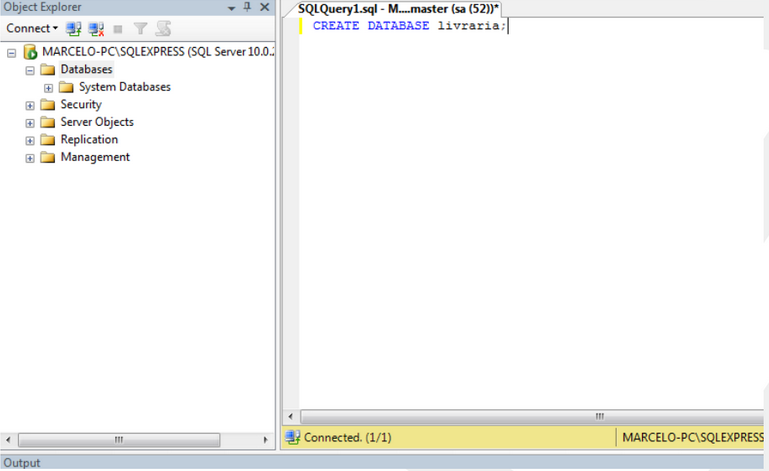 Object Explorer
Connect
MARCELO-PC\SQLEXPRESS (SQL Server 10.0.
Databases
System Databases
Security
Server Objects
Replication
Management
SQLQuery1.sql - M....master (sa (52))*
CREATE DATABASE livraria;
Connected. (1/1)
MARCELO-PC\SQLEXPRESS
Output